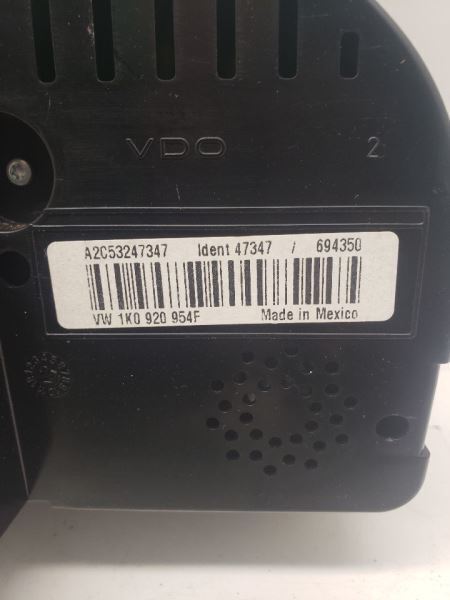 VDO 2
A2C53247347 Ident 47347 / 694350
VW 1K0 920 954F Made in Mexico